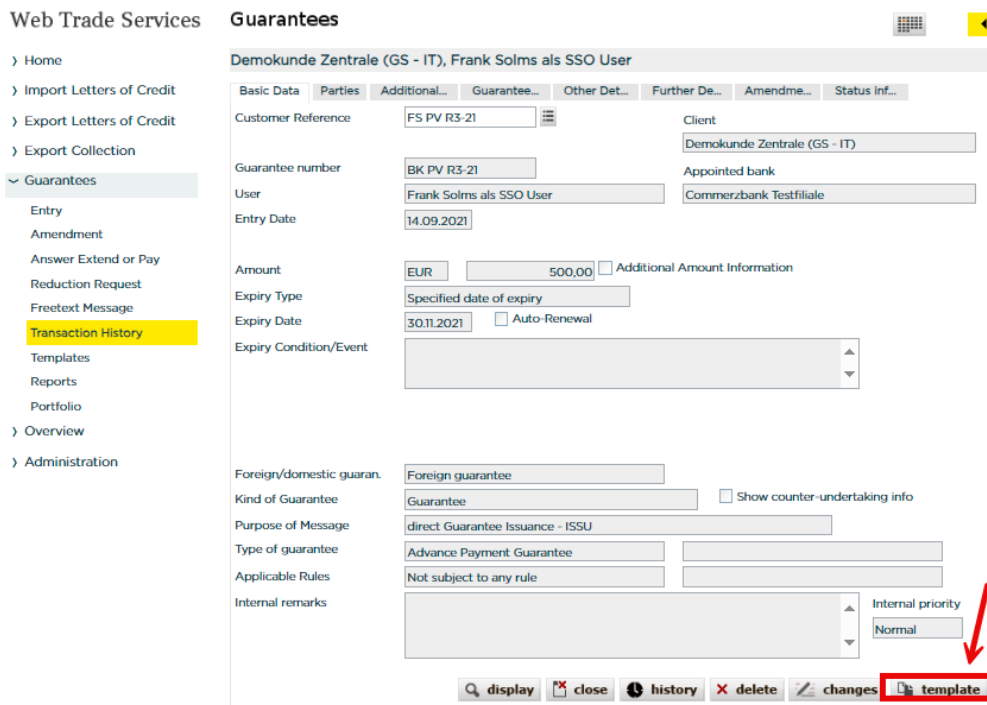 Web Trade Services
Guarantees
Home
Import Letters of Credit
Export Letters of Credit
Export Collection
Guarantees
Entry
Amendment
Answer Extend or Pay
Reduction Request
Freetext Message
Transaction History
Templates
Reports
Portfolio
Overview
Administration
Demokunde Zentrale (GS - IT), Frank Solms als SSO User
Basic Data Parties Additional... Guarantee... Other Det... Further De... Amendme... Status inf...
Customer Reference FS PV R3-21
Client
Demokunde Zentrale (GS - IT)
Guarantee number BK PV R3-21
Appointed bank
User Frank Solms als SSO User Commerzbank Testfiliale
Entry Date 14.09.2021
Amount EUR 500,00 Additional Amount Information
Expiry Type Specified date of expiry
Expiry Date 30.11.2021 Auto-Renewal
Expiry Condition/Event
Foreign/domestic guaran. Foreign guarantee
Kind of Guarantee Guarantee Show counter-undertaking info
Purpose of Message direct Guarantee Issuance - ISSU
Type of guarantee Advance Payment Guarantee
Applicable Rules Not subject to any rule
Internal remarks Internal priority
Normal
display close history delete changes template